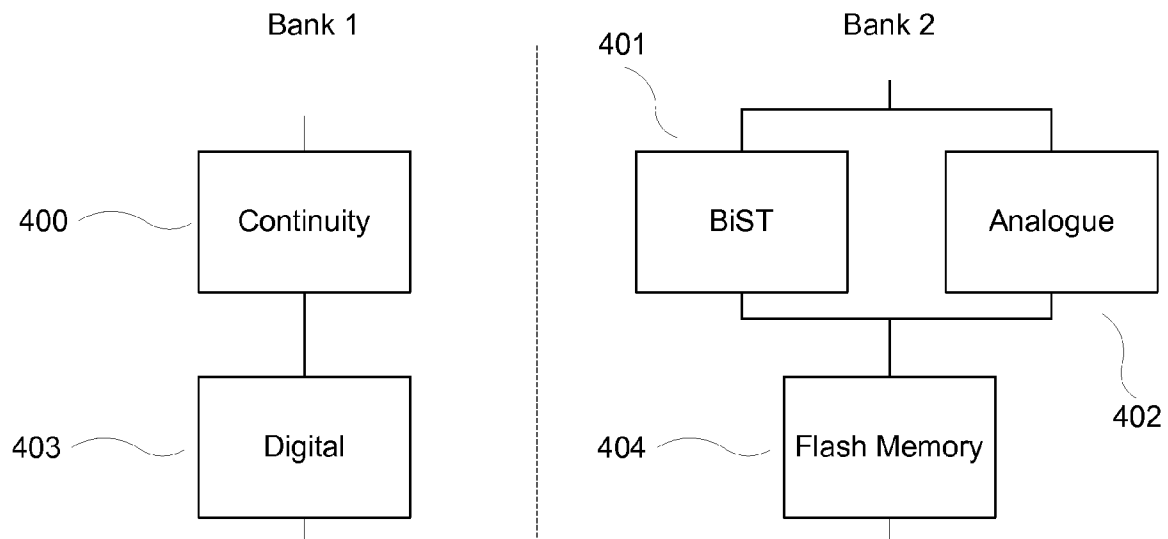 Bank 1
Bank 2
401
400
Continuity
BiST
Analogue
402
403
Digital
404
Flash Memory